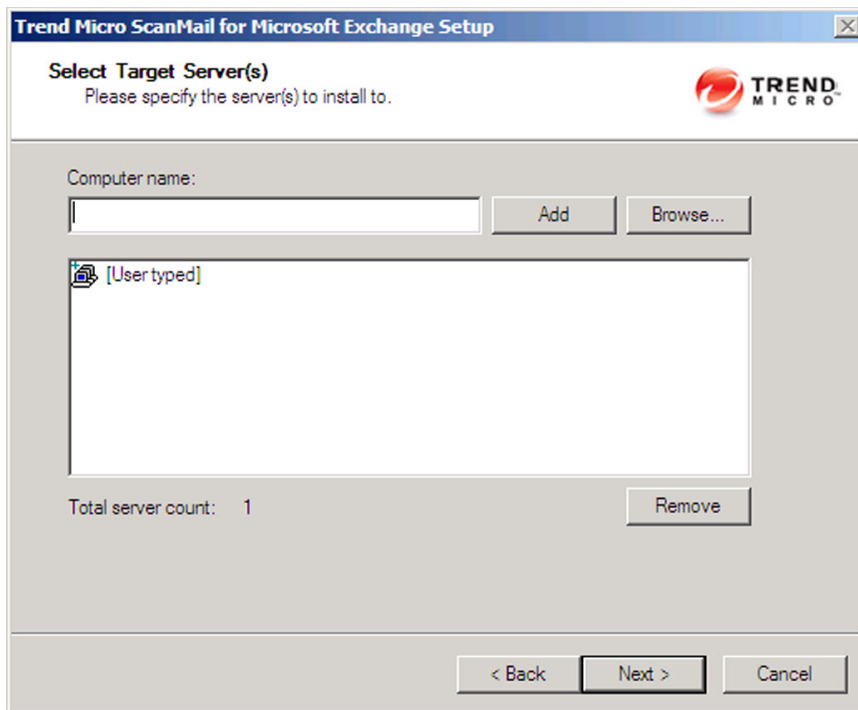 Trend Micro ScanMail for Microsoft Exchange Setup
Select Target Server(s)
Please specify the server(s) to install to.
TREND
MICRO™
Computer name:
Add
Browse...
[User typed]
Total server count: 1
Remove
< Back
Next >
Cancel